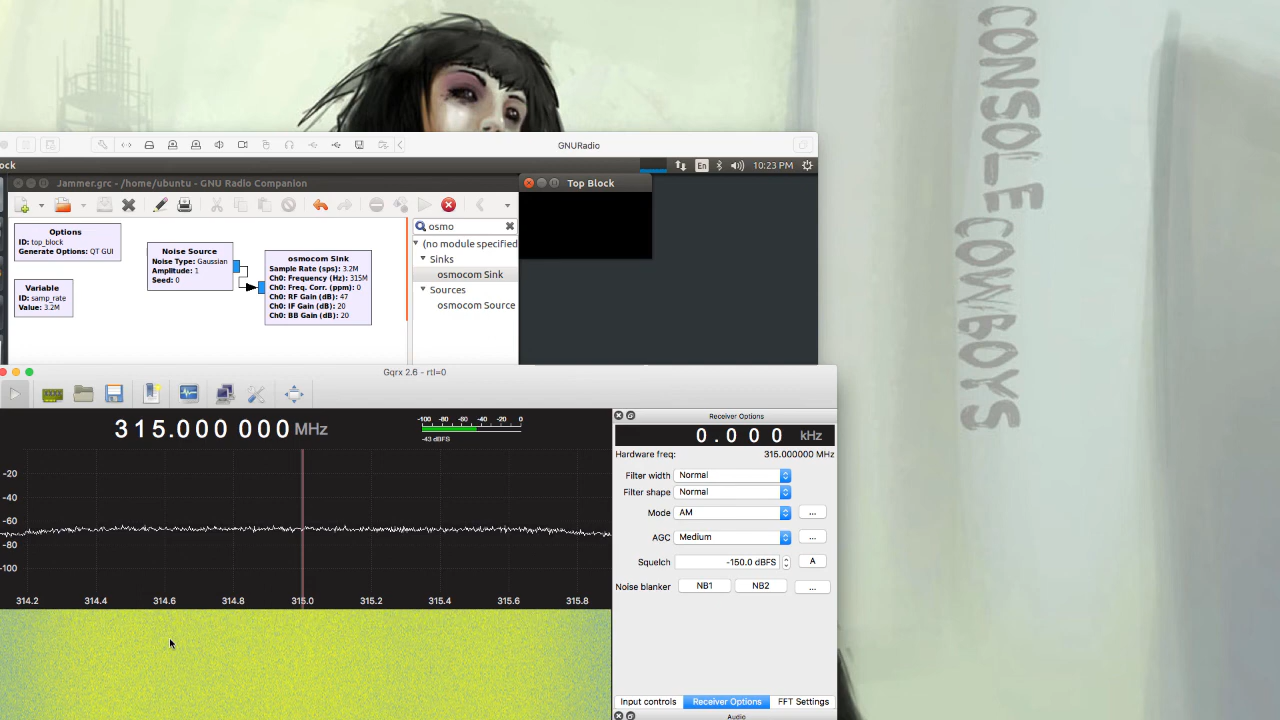 CONSOLE COWBOYS
GNURadio
ock
En
10:23 PM
Jammer.grc - /home/ubuntu - GNU Radio Companion
Top Block
osmo
Options
ID: top_block
Generate Options: QT GUI
Variable
ID: samp_rate
Value: 3.2M
Noise Source
Noise Type: Gaussian
Amplitude: 1
Seed: 0
osmocom Sink
Sample Rate (sps): 3.2M
Ch0: Frequency (Hz): 315M
Ch0: Freq. Corr. (ppm): 0
Ch0: RF Gain (dB): 47
Ch0: IF Gain (dB): 20
Ch0: BB Gain (dB): 20
(no module specified
Sinks
osmocom Sink
Sources
osmocom Source
Gqrx 2.6 - rtl=0
315.000 000 MHz
-100 -80 -60 -40 -20 0
-43 dBFS
-20
-40
-60
-80
-100
314.2 314.4 314.6 314.8 315.0 315.2 315.4 315.6 315.8
Receiver Options
0.000 kHz
Hardware freq: 315.000000 MHz
Filter width Normal
Filter shape Normal
Mode AM ...
AGC Medium ...
Squelch -150.0 dBFS A
Noise blanker NB1 NB2 ...
Input controls Receiver Options FFT Settings
Audio